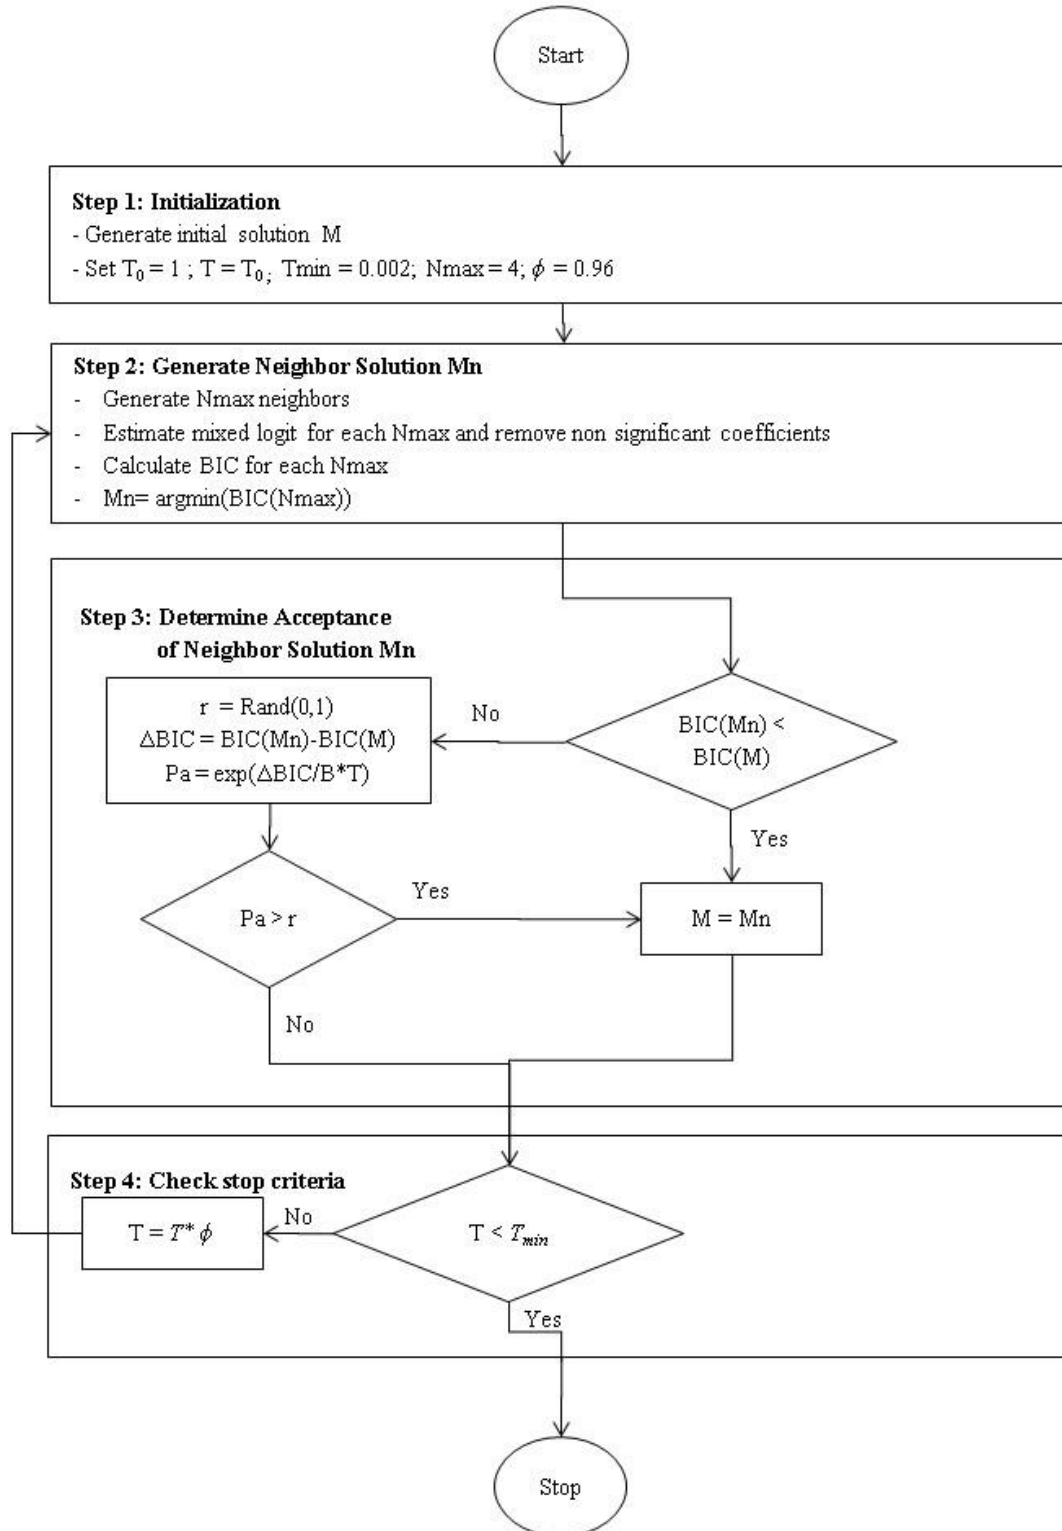 Start
Step 1: Initialization
- Generate initial solution M
- Set T₀ = 1 ; T = T₀; Tmin = 0.002; Nmax = 4; ϕ = 0.96
Step 2: Generate Neighbor Solution Mn
- Generate Nmax neighbors
- Estimate mixed logit for each Nmax and remove non significant coefficients
- Calculate BIC for each Nmax
- Mn= argmin(BIC(Nmax))
Step 3: Determine Acceptance
of Neighbor Solution Mn
r = Rand(0,1)
ΔBIC = BIC(Mn)-BIC(M)
Pa = exp(ΔBIC/B*T)
No
BIC(Mn) <
BIC(M)
Yes
Pa > r
Yes
M = Mn
No
Step 4: Check stop criteria
T = T* ϕ
No
T < Tmin
Yes
Stop